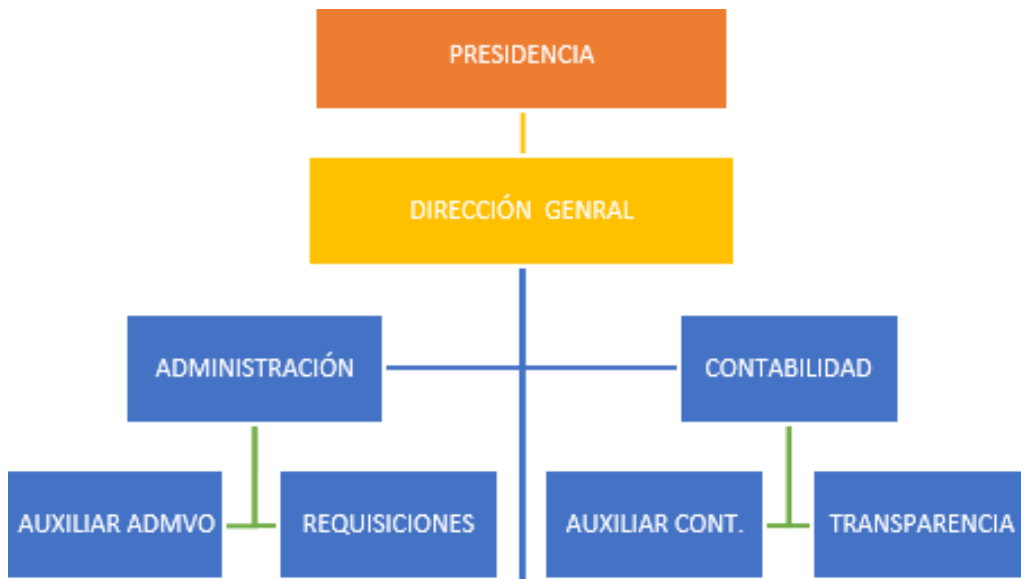 PRESIDENCIA
DIRECCIÓN GENRAL
ADMINISTRACIÓN
CONTABILIDAD
AUXILIAR ADMVO
REQUISICIONES
AUXILIAR CONT.
TRANSPARENCIA